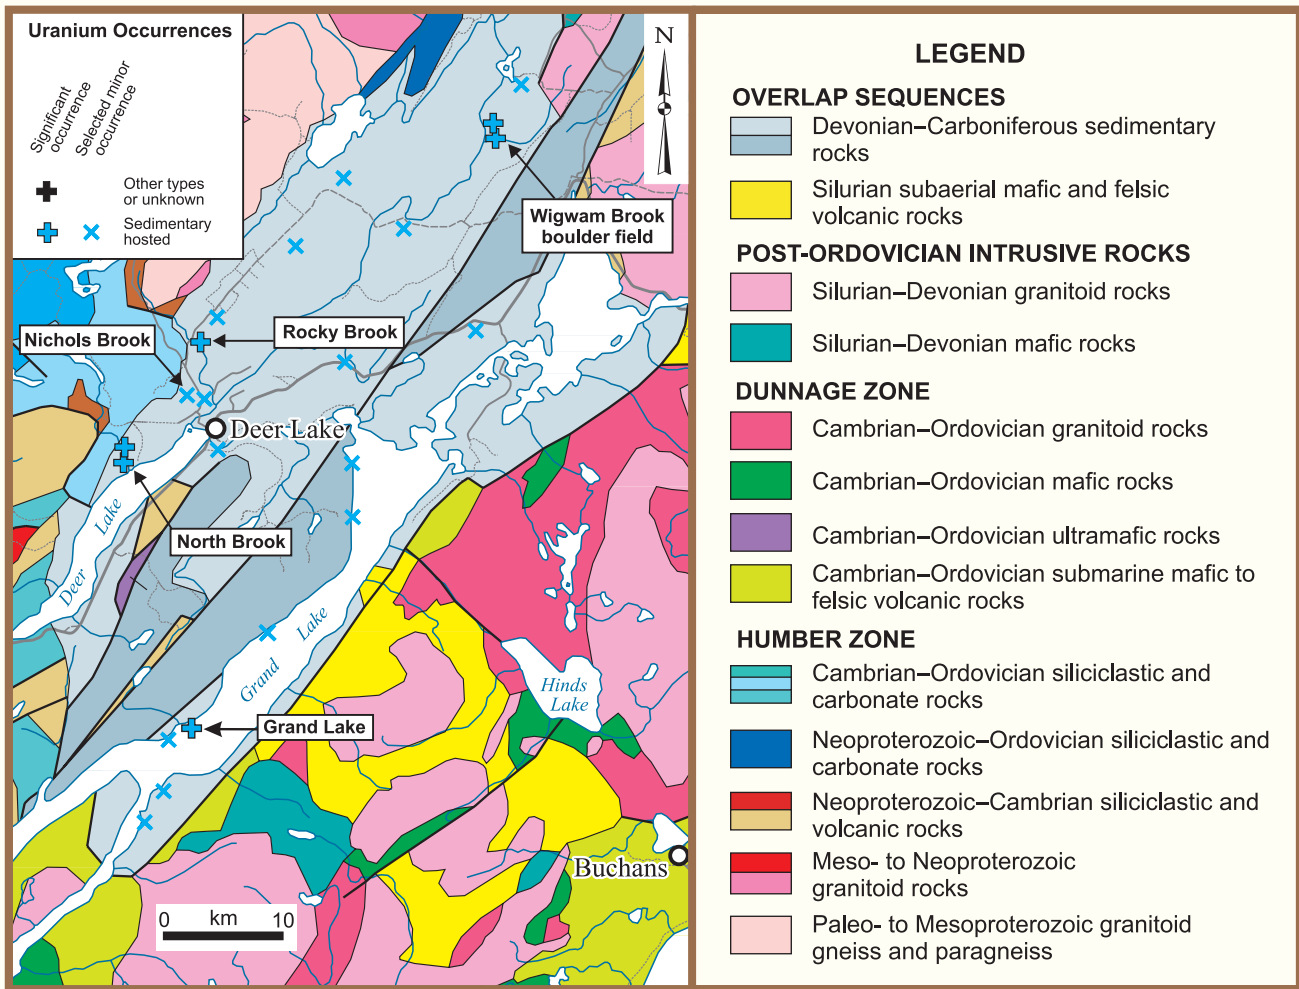 Uranium Occurrences
Significant
occurrence
Selected minor
occurrence
Other types
or unknown
Sedimentary
hosted
N
Wigwam Brook
boulder field
Rocky Brook
Nichols Brook
Deer Lake
North Brook
Deer Lake
Grand Lake
Grand Lake
Hinds
Lake
Buchans
0 km 10
LEGEND
OVERLAP SEQUENCES
Devonian–Carboniferous sedimentary
rocks
Silurian subaerial mafic and felsic
volcanic rocks
POST-ORDOVICIAN INTRUSIVE ROCKS
Silurian–Devonian granitoid rocks
Silurian–Devonian mafic rocks
DUNNAGE ZONE
Cambrian–Ordovician granitoid rocks
Cambrian–Ordovician mafic rocks
Cambrian–Ordovician ultramafic rocks
Cambrian–Ordovician submarine mafic to
felsic volcanic rocks
HUMBER ZONE
Cambrian–Ordovician siliciclastic and
carbonate rocks
Neoproterozoic–Ordovician siliciclastic and
carbonate rocks
Neoproterozoic–Cambrian siliciclastic and
volcanic rocks
Meso- to Neoproterozoic
granitoid rocks
Paleo- to Mesoproterozoic granitoid
gneiss and paragneiss